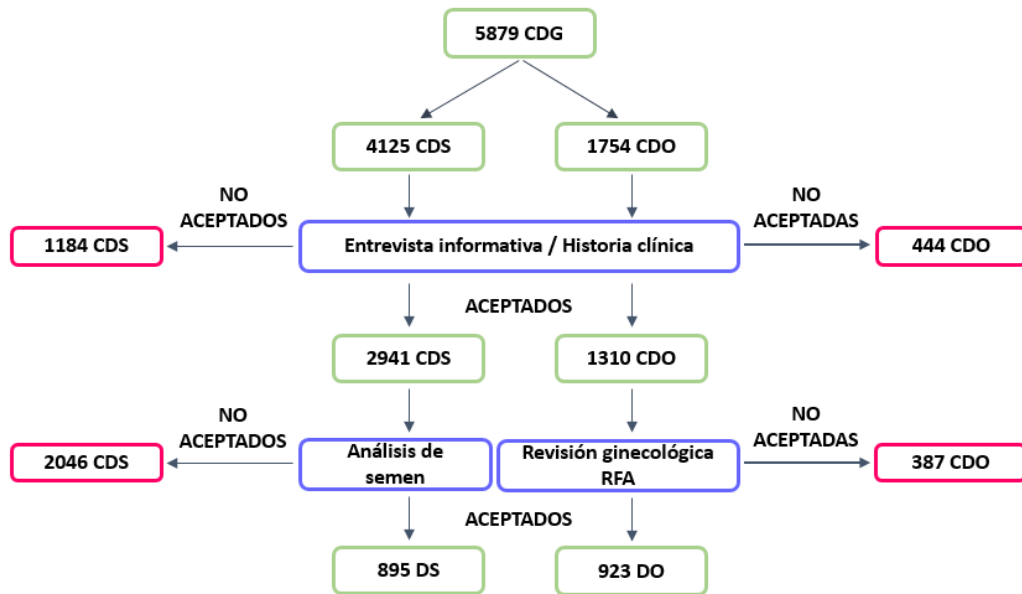 5879 CDG
4125 CDS
1754 CDO
NO
ACEPTADOS
NO
ACEPTADAS
1184 CDS
Entrevista informativa / Historia clínica
444 CDO
ACEPTADOS
2941 CDS
1310 CDO
NO
ACEPTADOS
NO
ACEPTADAS
2046 CDS
Análisis de
semen
Revisión ginecológica
RFA
387 CDO
ACEPTADOS
895 DS
923 DO